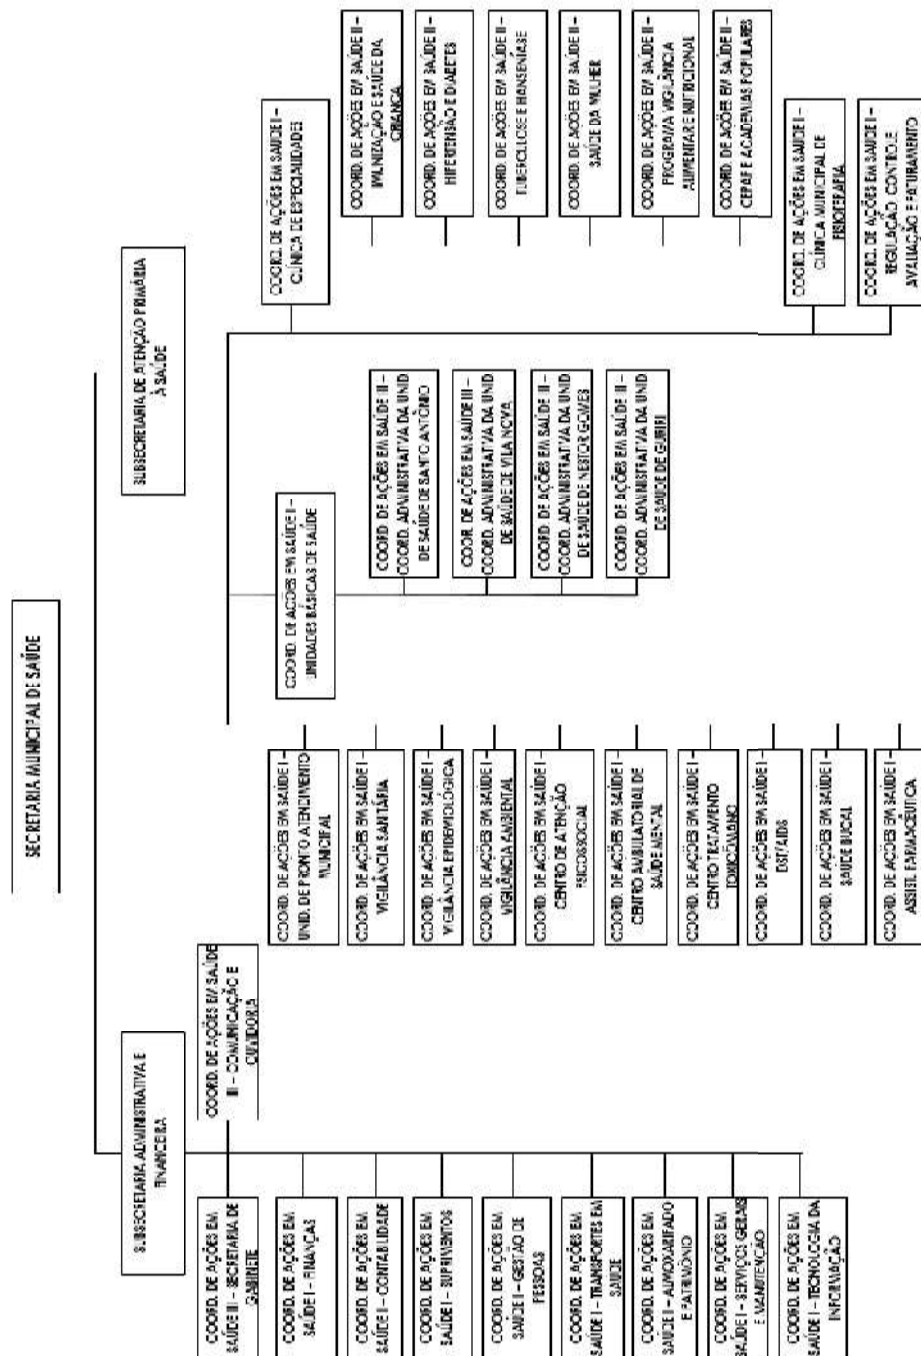 SECRETARIA MUNICIPAL DE SAÚDE
SUBSECRETARIA ADMINISTRATIVA E
FINANCEIRA
SUBSECRETARIA DE ATENÇÃO PRIMÁRIA
À SAÚDE
COORD. DE AÇÕES EM
SAÚDE III – SECRETARIA DE
GABINETE
COORD. DE AÇÕES EM SAÚDE
III – COMUNICAÇÃO E
OUVIDORIA
COORD. DE AÇÕES EM
SAÚDE I – FINANÇAS
COORD. DE AÇÕES EM
SAÚDE I – CONTABILIDADE
COORD. DE AÇÕES EM
SAÚDE I – SUPRIMENTOS
COORD. DE AÇÕES EM
SAÚDE I – GESTÃO DE
PESSOAS
COORD. DE AÇÕES EM
SAÚDE I – TRANSPORTES EM
SAÚDE
COORD. DE AÇÕES EM
SAÚDE I – ALMOXARIFADO
E PATRIMÔNIO
COORD. DE AÇÕES EM
SAÚDE I – SERVIÇOS GERAIS
E MANUTENÇÃO
COORD. DE AÇÕES EM
SAÚDE I – TECNOLOGIA DA
INFORMAÇÃO
COORD. DE AÇÕES EM SAÚDE I –
UNID. DE PRONTO ATENDIMENTO
MUNICIPAL
COORD. DE AÇÕES EM SAÚDE I –
VIGILÂNCIA SANITÁRIA
COORD. DE AÇÕES EM SAÚDE I –
VIGILÂNCIA EPIDEMIOLÓGICA
COORD. DE AÇÕES EM SAÚDE I –
VIGILÂNCIA AMBIENTAL
COORD. DE AÇÕES EM SAÚDE I –
CENTRO DE ATENÇÃO
PSICOSSOCIAL
COORD. DE AÇÕES EM SAÚDE I –
CENTRO AMBULATORIAL DE
SAÚDE MENTAL
COORD. DE AÇÕES EM SAÚDE I –
CENTRO TRATAMENTO
TOXICÔMANO
COORD. DE AÇÕES EM SAÚDE I –
DST/AIDS
COORD. DE AÇÕES EM SAÚDE I –
SAUDE BUCAL
COORD. DE AÇÕES EM SAÚDE I –
ASSIST. FARMACÊUTICA
COORD. DE ACOES EM SAÚDE I –
UNIDADES BÁSICAS DE SAÚDE
COORD. DE AÇÕES EM SAÚDE III –
COORD. ADMINISTRATIVA DA UNID
DE SAÚDE DE SANTO ANTÔNIO
COOR. DE AÇÕES EM SAÚDE III –
COORD. ADMINISTRATIVA DA UNID
DE SAÚDE DE VILA NOVA
COORD. DE AÇÕES EM SAÚDE III –
COORD. ADMINISTRATIVA DA UNID
DE SAUDE DE NESTOR GOMES
COORD. DE AÇÕES EM SAÚDE III –
COORD. ADMINISTRATIVA DA UNID
DE SAUDE DE GURIRI
COORD. DE AÇÕES EM SAÚDE I –
CLÍNICA DE ESPECIALIDADES
COORD. DE AÇÕES EM SAÚDE II –
IMUNIZAÇÃO E SAÚDE DA
CRIANÇA
COORD. DE AÇÕES EM SAÚDE II –
HIPERTENSÃO E DIABETES
COORD. DE AÇÕES EM SAÚDE II –
TUBERCULOSE E HANSENÍASE
COORD. DE AÇÕES EM SAÚDE II –
SAÚDE DA MULHER
COORD. DE AÇÕES EM SAÚDE II –
PROGRAMA VIGILÂNCIA
ALIMENTAR E NUTRICIONAL
COORD. DE AÇÕES EM SAÚDE II –
CEPAF E ACADEMIAS POPULARES
COORD. DE AÇÕES EM SAÚDE I –
CLÍNICA MUNICIPAL DE
FISIOTERAPIA
COORD. DE AÇÕES EM SAÚDE I –
REGULAÇÃO, CONTROLE,
AVALIAÇÃO E FATURAMENTO